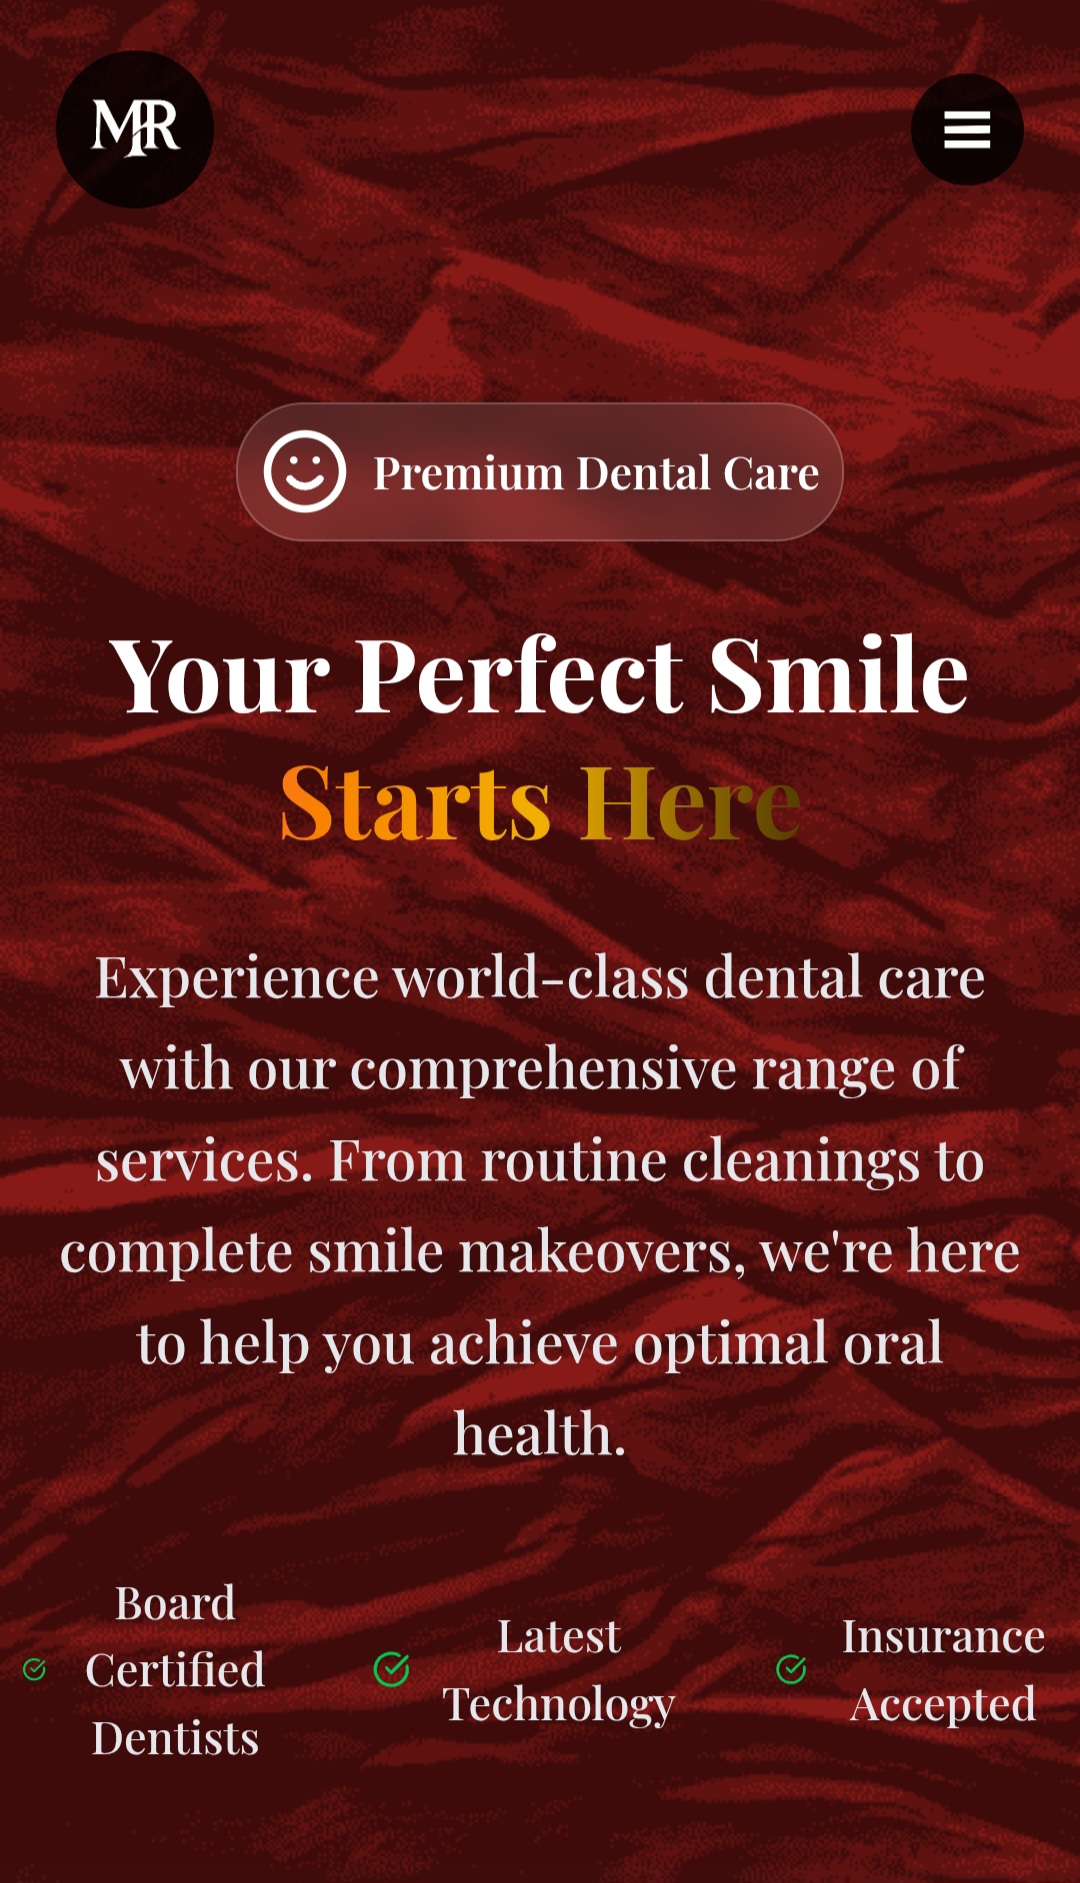 MR
Premium Dental Care
Your Perfect Smile
Starts Here
Experience world-class dental care
with our comprehensive range of
services. From routine cleanings to
complete smile makeovers, we're here
to help you achieve optimal oral
health.
Board
Certified
Dentists
Latest
Technology
Insurance
Accepted